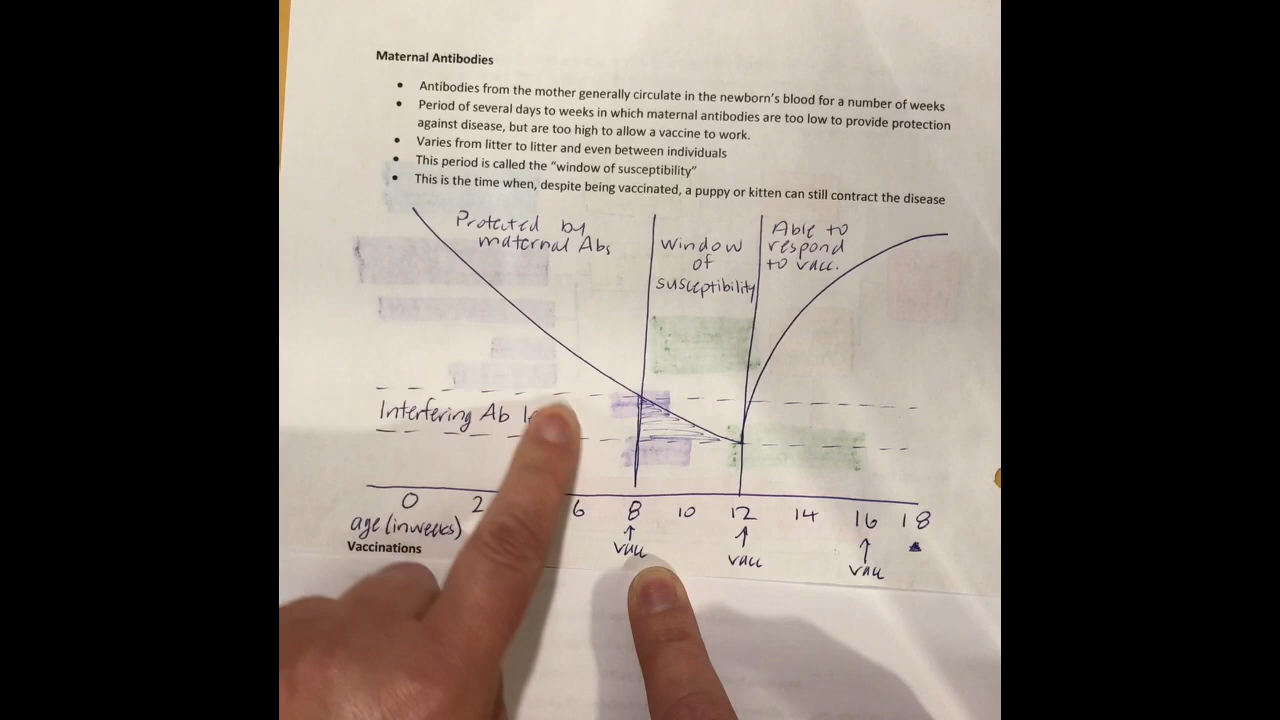 Maternal Antibodies
• Antibodies from the mother generally circulate in the newborn's blood for a number of weeks
• Period of several days to weeks in which maternal antibodies are too low to provide protection
against disease, but are too high to allow a vaccine to work.
• Varies from litter to litter and even between individuals
• This period is called the "window of susceptibility"
• This is the time when, despite being vaccinated, a puppy or kitten can still contract the disease
Protected by
maternal Abs
window
of
susceptibility
Able to
respond
to vacc.
Interfering Ab
0 2 6 8 10 12 14 16 18
age (in weeks)
↑ ↑ ↑
vacc vacc vacc
Vaccinations